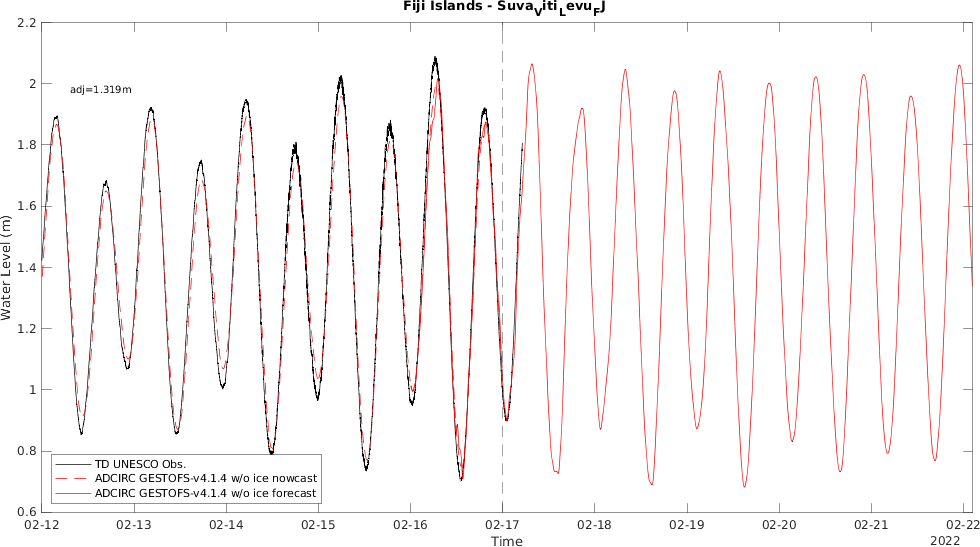 Fiji Islands - SuvaVitiLevuFJ
2.2
2
1.8
1.6
1.4
1.2
1
0.8
0.6
Water Level (m)
adj=1.319m
TD UNESCO Obs.
ADCIRC GESTOFS-v4.1.4 w/o ice nowcast
ADCIRC GESTOFS-v4.1.4 w/o ice forecast
02-12 02-13 02-14 02-15 02-16 02-17 02-18 02-19 02-20 02-21 02-22
Time
2022